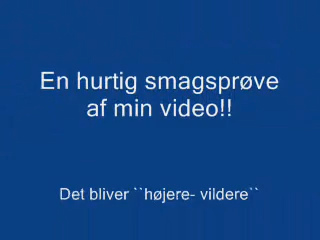 En hurtig smagsprøve
af min video!!
Det bliver ``højere- vildere``